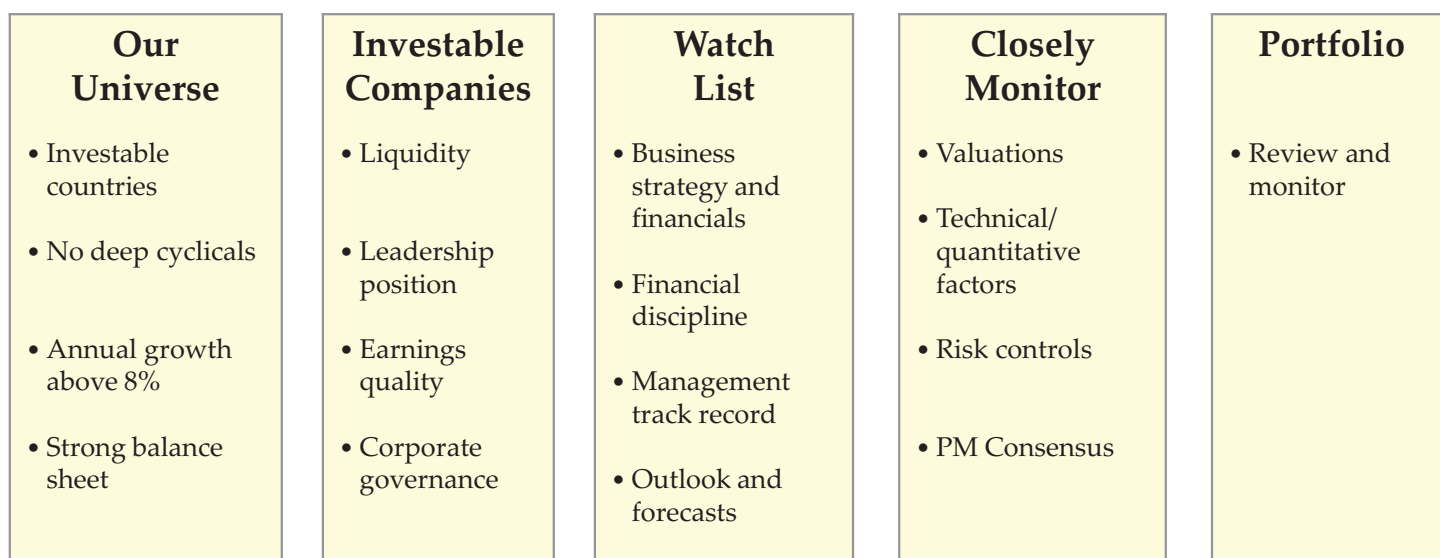 Our
Universe
• Investable
countries
• No deep cyclicals
• Annual growth
above 8%
• Strong balance
sheet
Investable
Companies
• Liquidity
• Leadership
position
• Earnings
quality
• Corporate
governance
Watch
List
• Business
strategy and
financials
• Financial
discipline
• Management
track record
• Outlook and
forecasts
Closely
Monitor
• Valuations
• Technical/
quantitative
factors
• Risk controls
• PM Consensus
Portfolio
• Review and
monitor